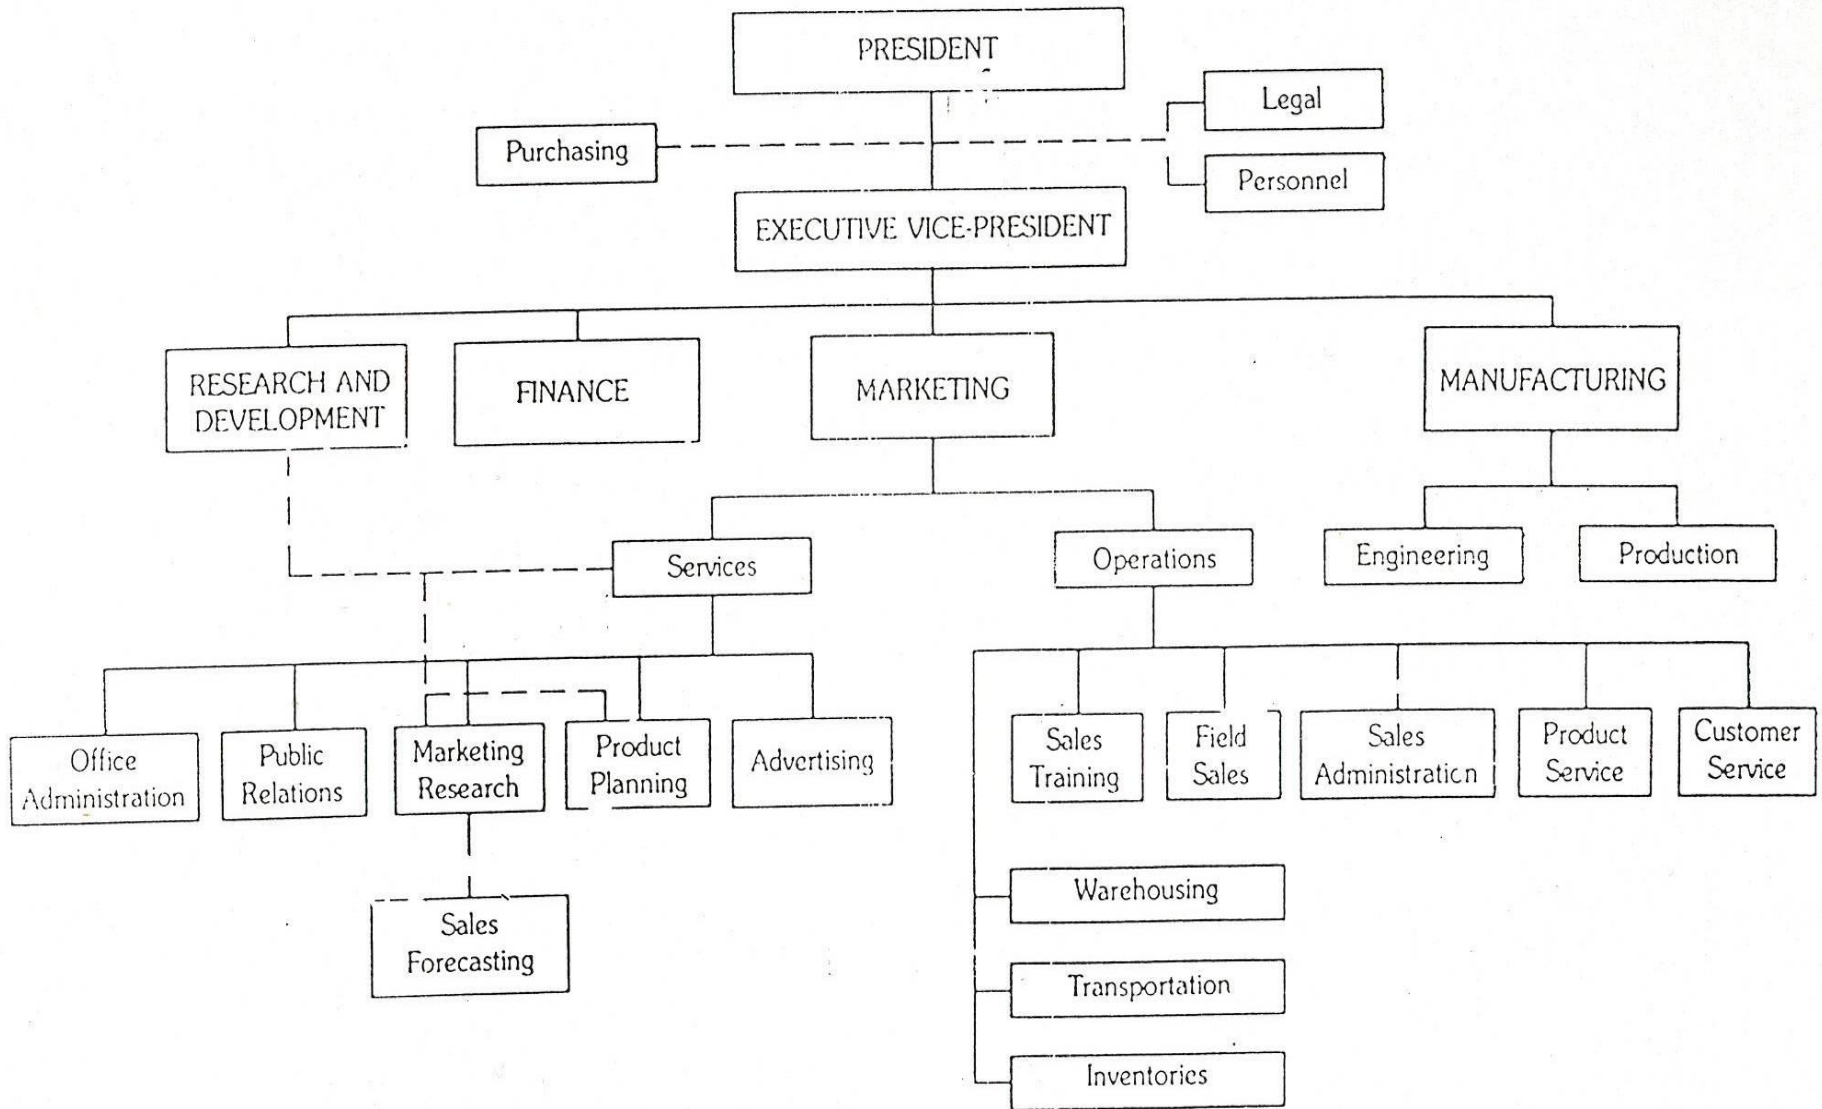 PRESIDENT
Legal
Purchasing
Personnel
EXECUTIVE VICE-PRESIDENT
RESEARCH AND
DEVELOPMENT
FINANCE
MARKETING
MANUFACTURING
Services
Operations
Engineering
Production
Office
Administration
Public
Relations
Marketing
Research
Product
Planning
Advertising
Sales
Training
Field
Sales
Sales
Administration
Product
Service
Customer
Service
Sales
Forecasting
Warehousing
Transportation
Inventories